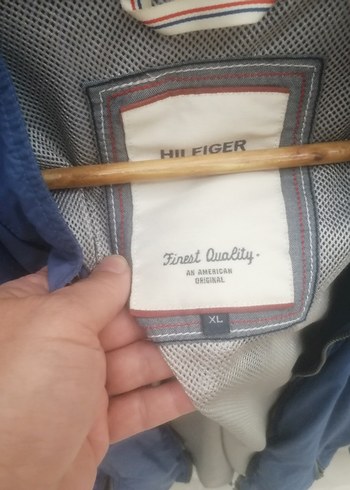 HILFIGER
Finest Quality.
AN AMERICAN
ORIGINAL
XL